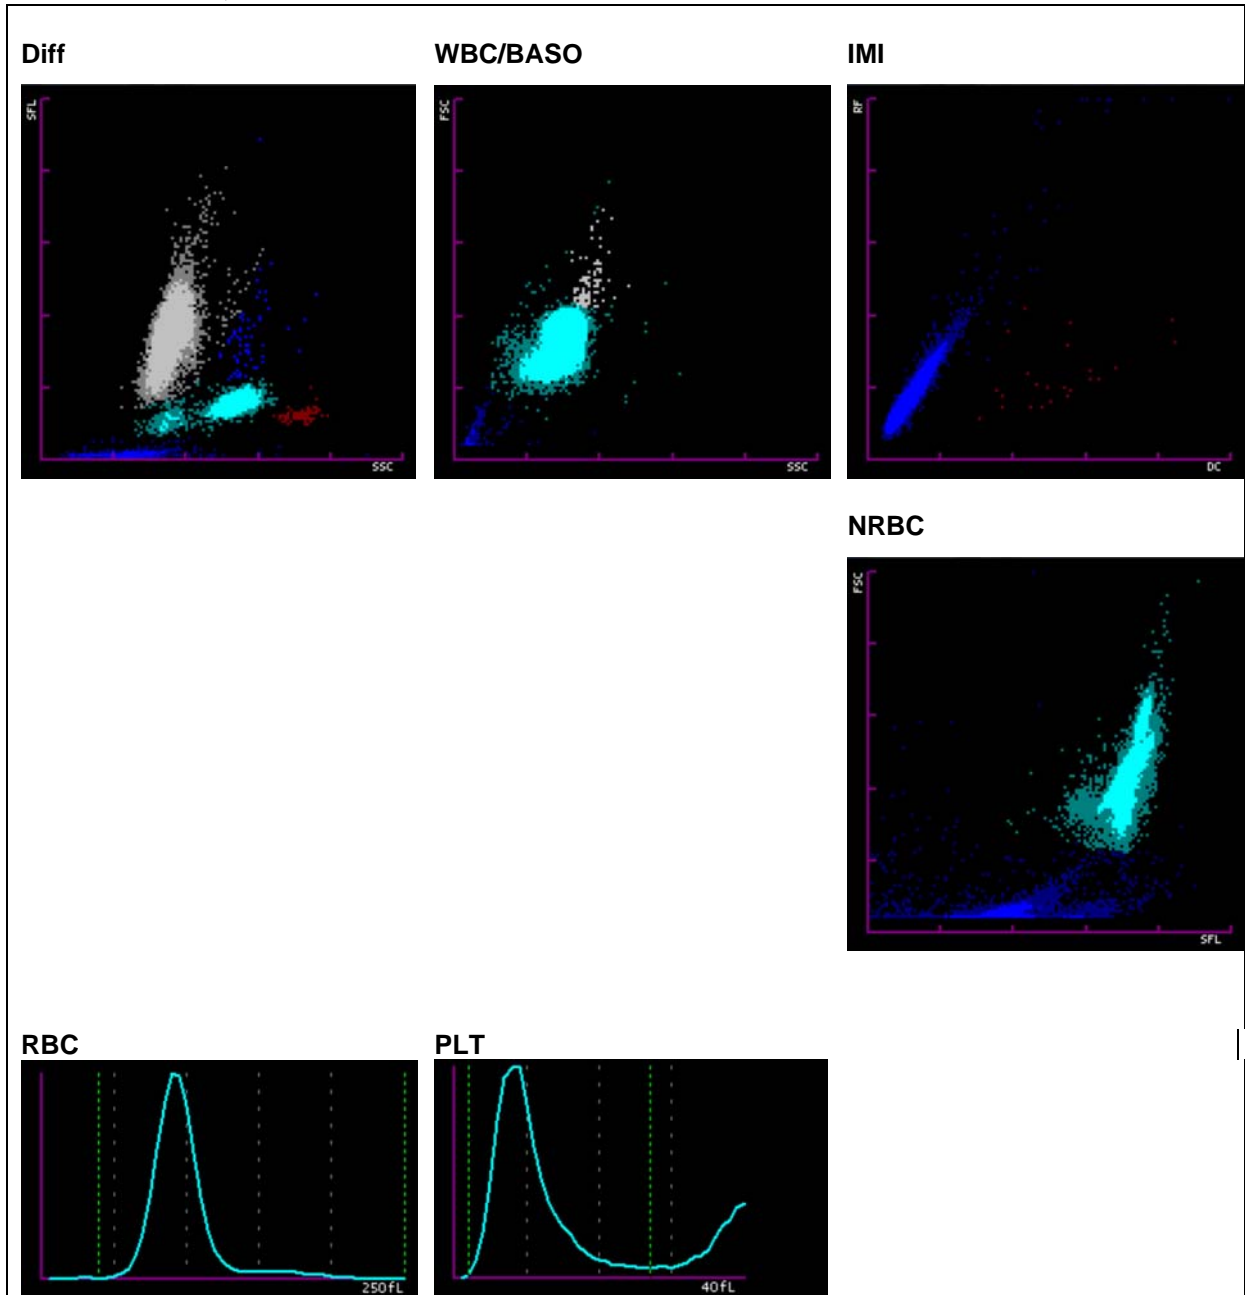 Diff WBC/BASO IMI
SFL FSC RF
SSC SSC DC
NRBC
FSC
SFL
RBC PLT
250fL 40fL